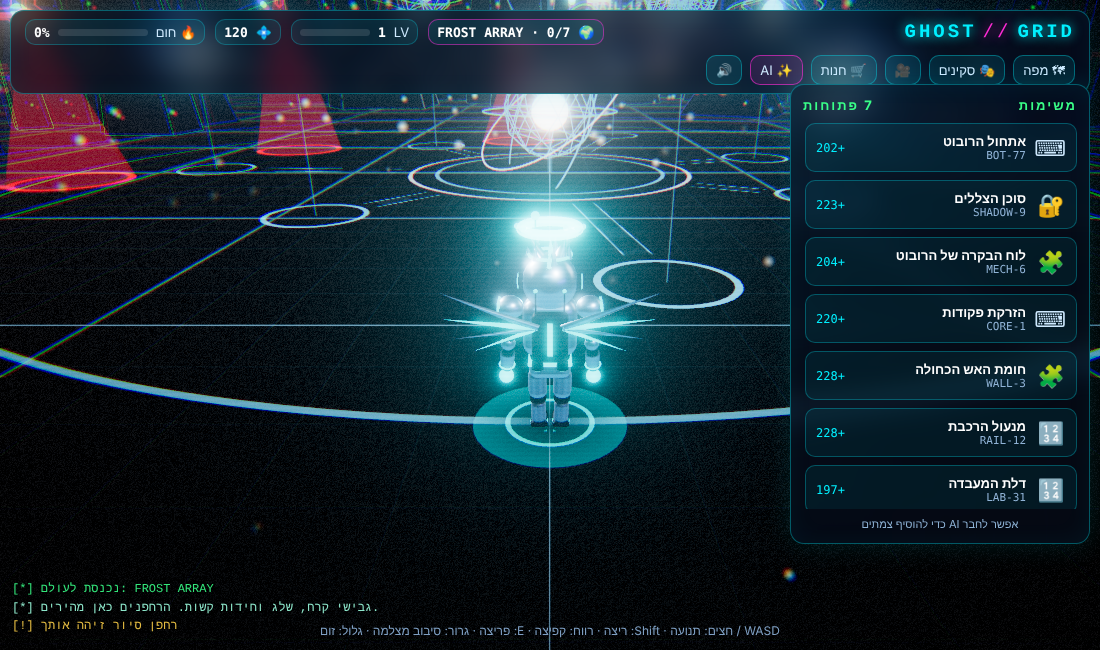 GHOST // GRID
FROST ARRAY · 0/7 🌍
1 LV
120 💠
0% חום 🔥
🗺 מפה
🎭 סקינים
🎥
🛒 חנות
✨ AI
🔊
משימות
7 פתוחות
אתחול הרובוט
BOT-77
202+
סוכן הצללים
SHADOW-9
223+
לוח הבקרה של הרובוט
MECH-6
204+
הזרקת פקודות
CORE-1
220+
חומת האש הכחולה
WALL-3
228+
מנעול הרכבת
RAIL-12
228+
דלת המעבדה
LAB-31
197+
אפשר לחבר AI כדי להוסיף צמתים
[*] נכנסת לעולם: FROST ARRAY
[*] גבישי קרח, שלג וחידות קשות. הרחפנים כאן מהירים.
[!] רחפן סיור זיהה אותך
WASD / חצים: תנועה · Shift: ריצה · רווח: קפיצה · E: פריצה · גרור: סיבוב מצלמה · גלול: זום